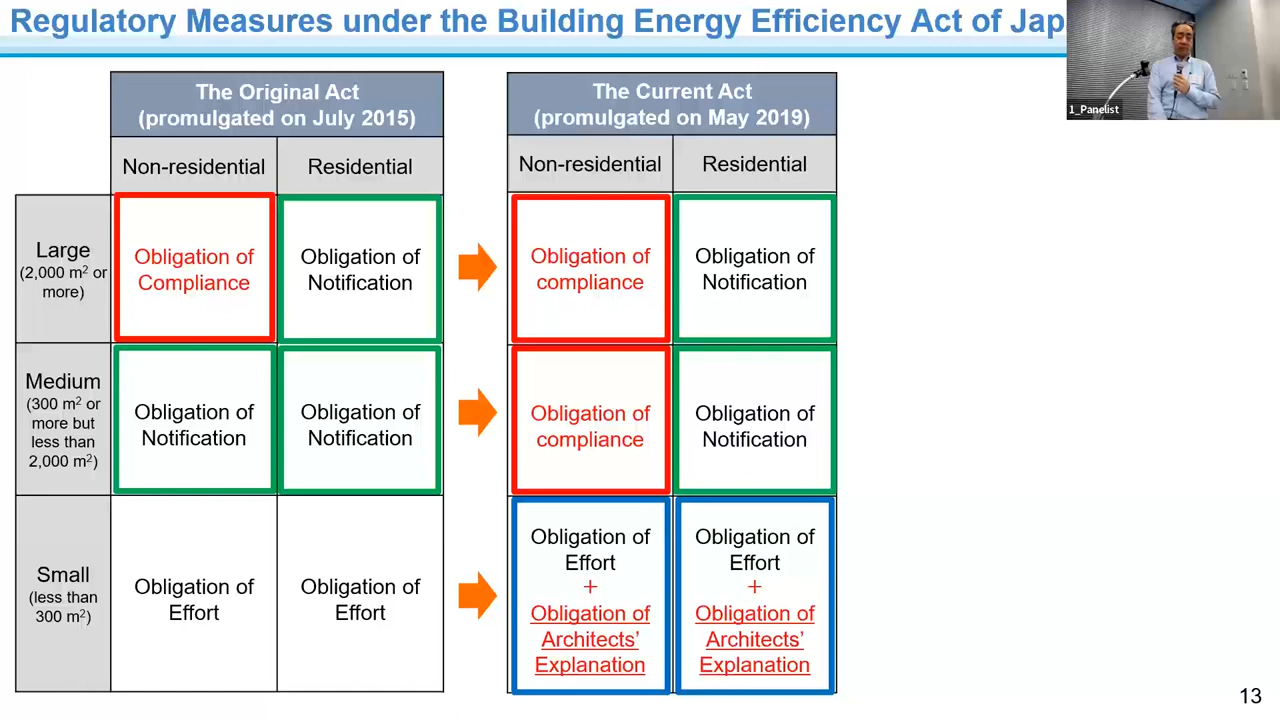 Regulatory Measures under the Building Energy Efficiency Act of Jap
1_Panelist
The Original Act
(promulgated on July 2015)
The Current Act
(promulgated on May 2019)
Non-residential
Residential
Non-residential
Residential
Large
(2,000 m² or
more)
Obligation of
Compliance
Obligation of
Notification
Obligation of
compliance
Obligation of
Notification
Medium
(300 m² or
more but
less than
2,000 m²)
Obligation of
Notification
Obligation of
Notification
Obligation of
compliance
Obligation of
Notification
Small
(less than
300 m²)
Obligation of
Effort
Obligation of
Effort
Obligation of
Effort
+
Obligation of
Architects’
Explanation
Obligation of
Effort
+
Obligation of
Architects’
Explanation
13